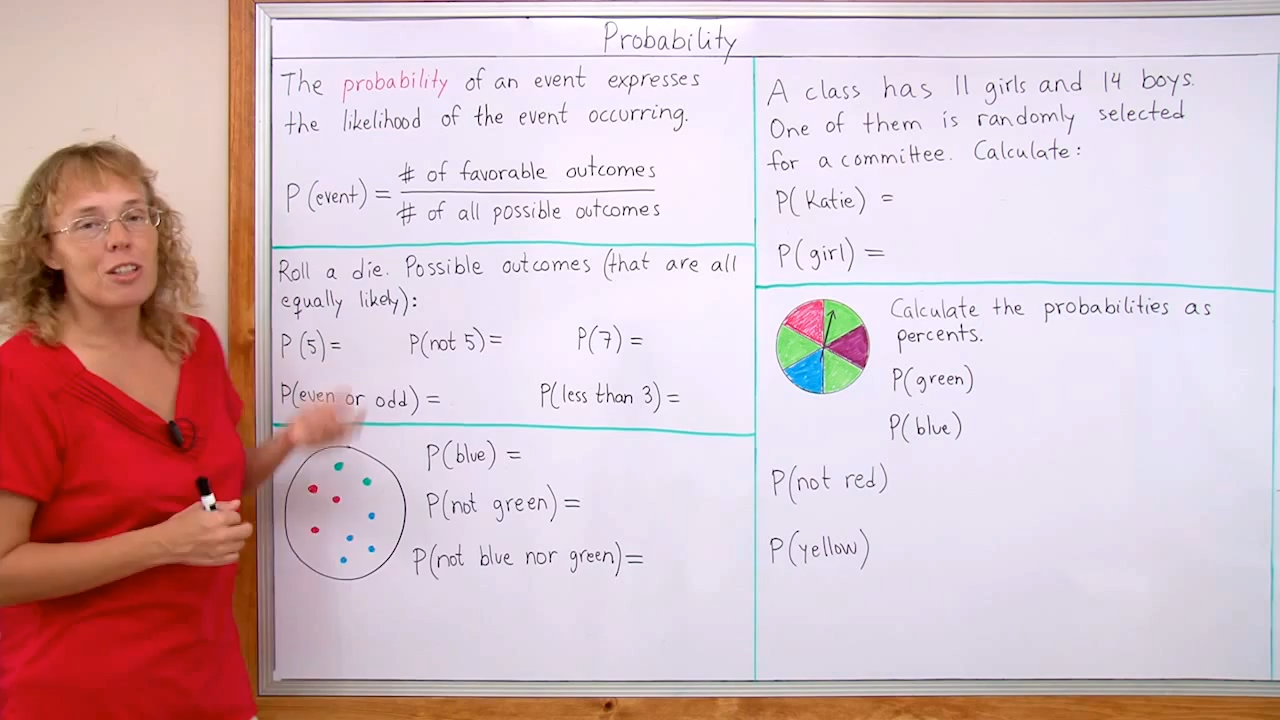 Probability
The probability of an event expresses
the likelihood of the event occurring.
P(event) = # of favorable outcomes
# of all possible outcomes
Roll a die. Possible outcomes (that are all
equally likely):
P(5) = P(not 5) = P(7) =
P(even or odd) = P(less than 3) =
P(blue) =
P(not green) =
P(not blue nor green) =
A class has 11 girls and 14 boys.
One of them is randomly selected
for a committee. Calculate:
P(Katie) =
P(girl) =
Calculate the probabilities as
percents.
P(green)
P(blue)
P(not red)
P(yellow)